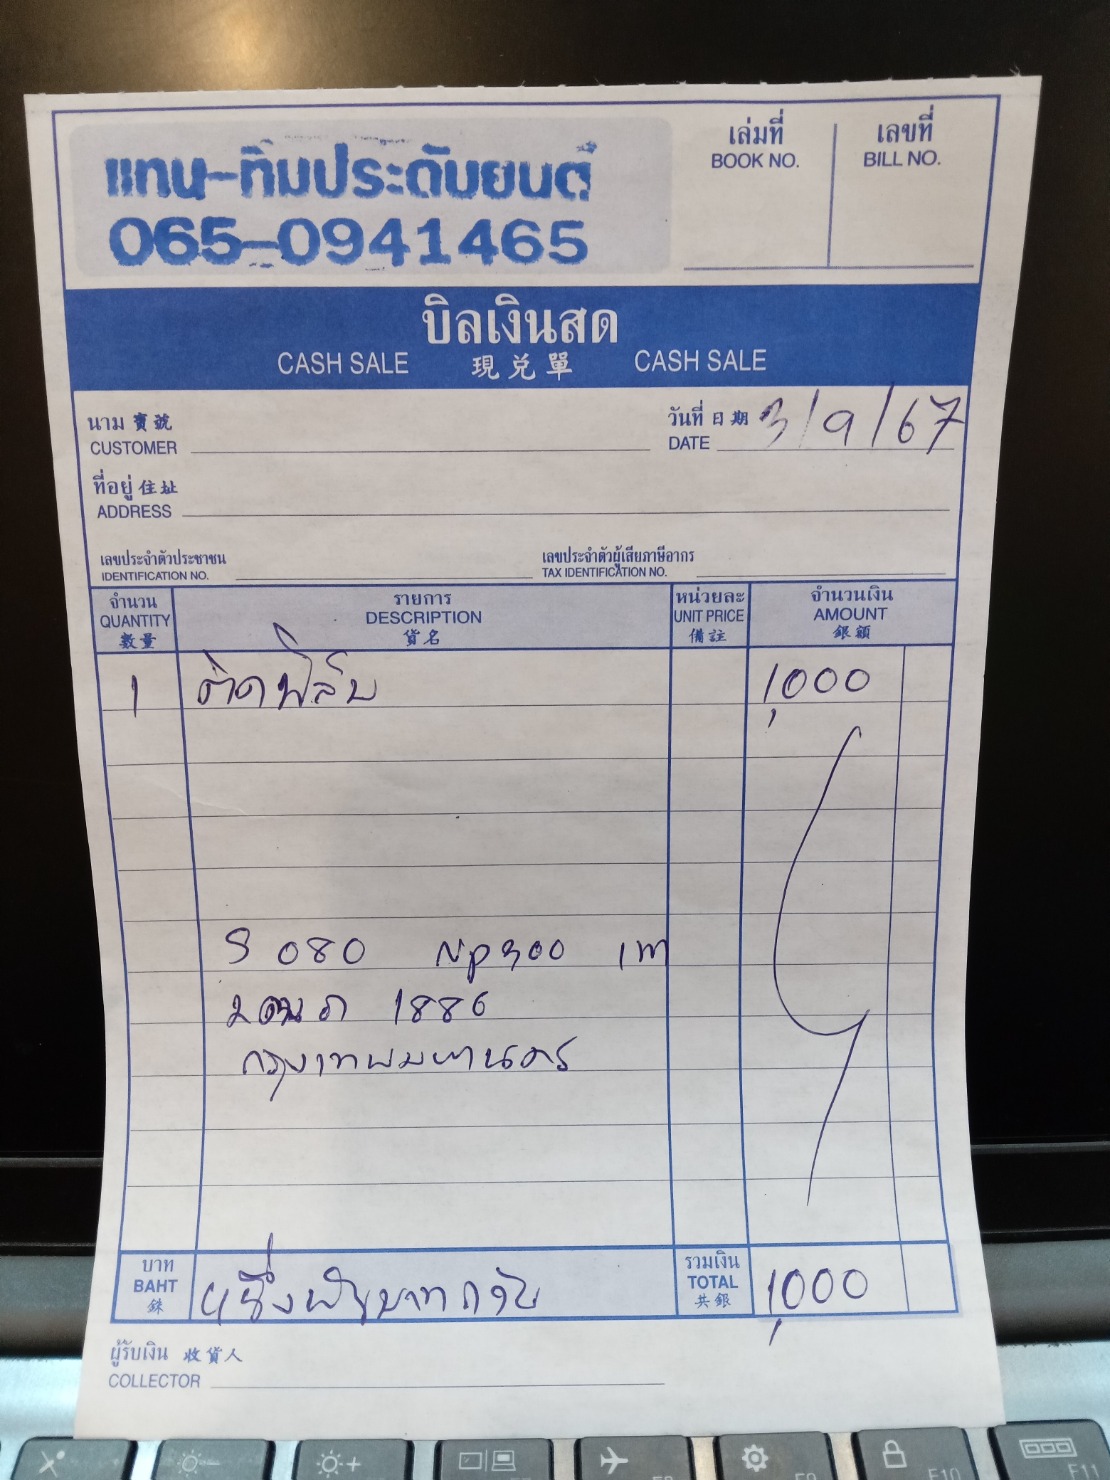 แทน-ทิมประดับยนต์
065-0941465
เล่มที่
BOOK NO.
เลขที่
BILL NO.
บิลเงินสด
CASH SALE 現兑單 CASH SALE
นาม 寶號
CUSTOMER
วันที่ 日期
DATE 3/9/67
ที่อยู่ 住址
ADDRESS
เลขประจำตัวประชาชน
IDENTIFICATION NO.
เลขประจำตัวผู้เสียภาษีอากร
TAX IDENTIFICATION NO.
จำนวน
QUANTITY
數量
รายการ
DESCRIPTION
貨名
หน่วยละ
UNIT PRICE
備註
จำนวนเงิน
AMOUNT
銀額
1 ติดฟิล์ม 1,000
S 080 NP300
1886
กรุงเทพมหานคร
บาท
BAHT
銖
หนึ่งพันบาทถ้วน
รวมเงิน
TOTAL
共銀
1,000
ผู้รับเงิน 收貨人
COLLECTOR
F10
F11